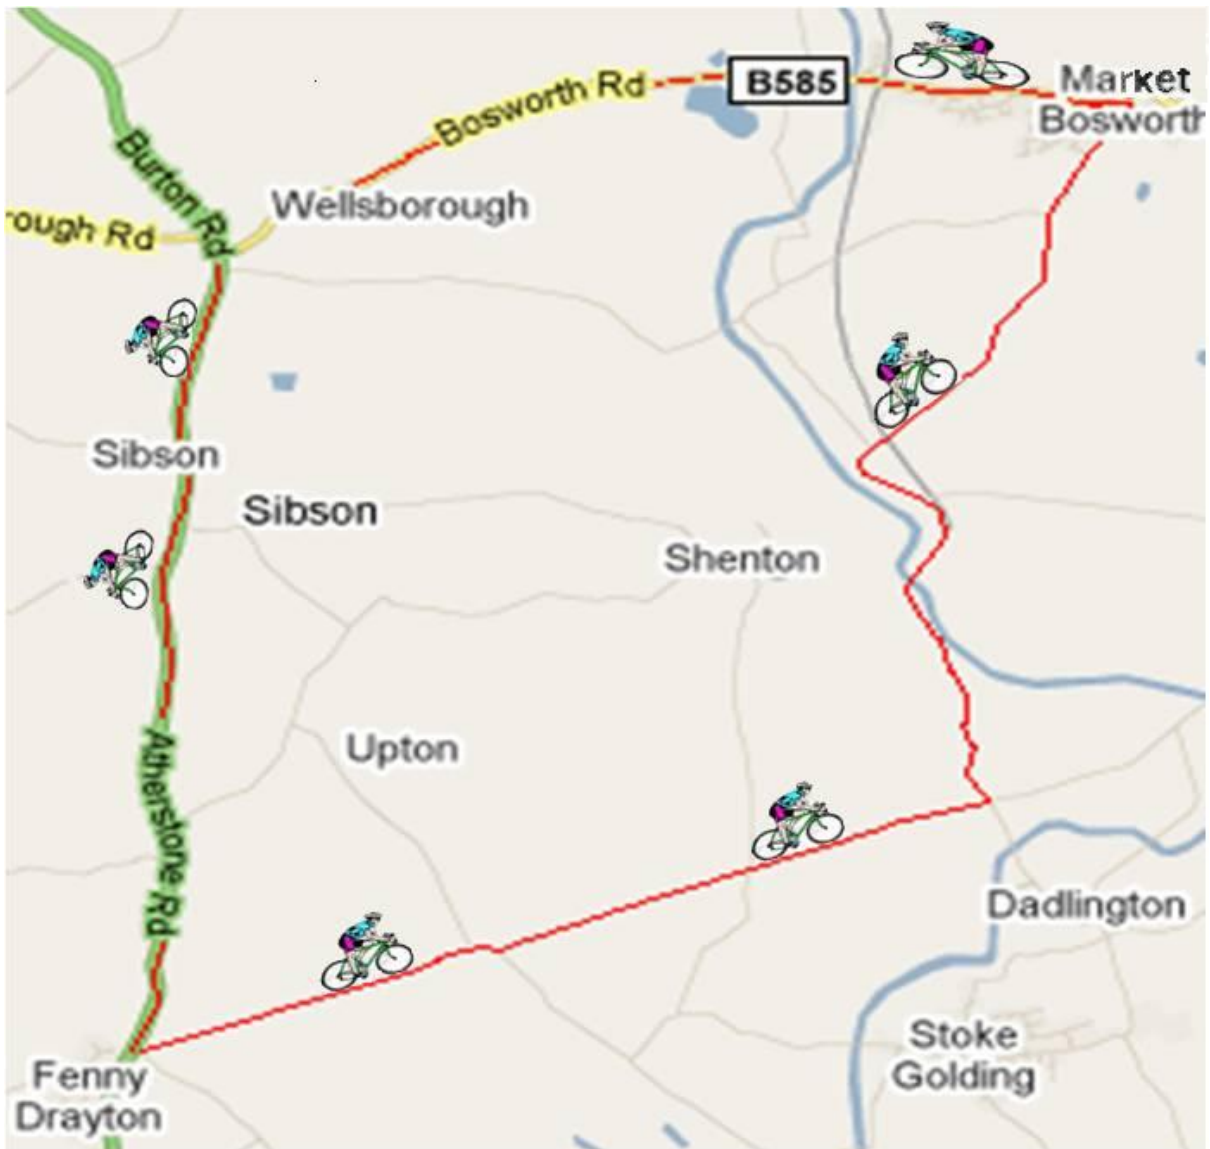 Market
Bosworth
B585
Bosworth Rd
Burton Rd
Wellsborough
rough Rd
Sibson
Sibson
Shenton
Upton
Atherstone Rd
Dadlington
Stoke
Golding
Fenny
Drayton